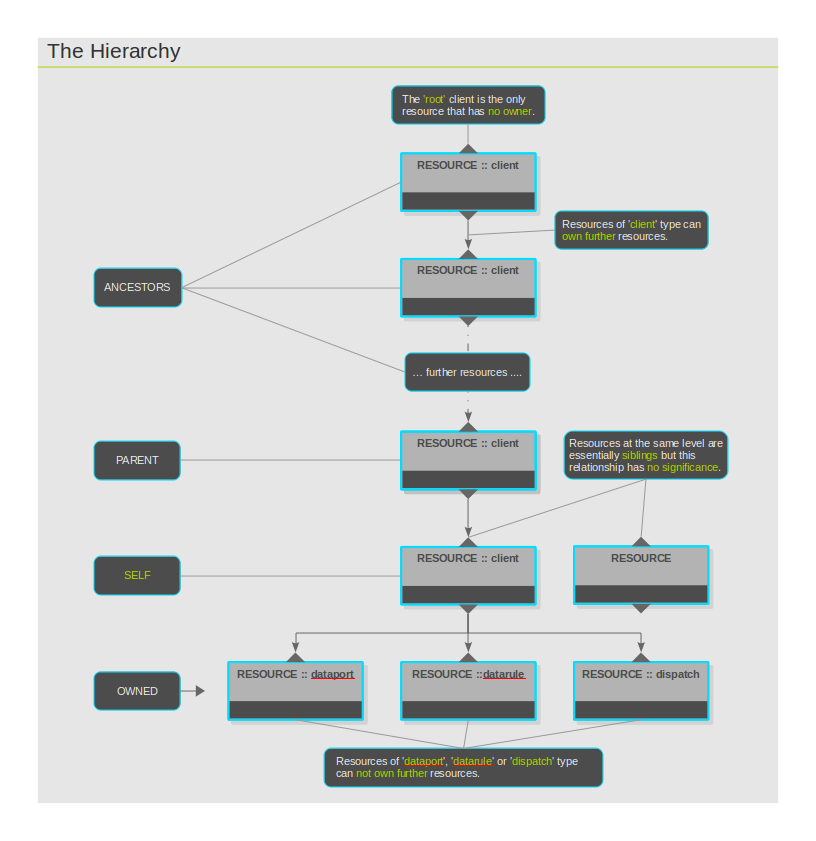 The Hierarchy
The 'root' client is the only
resource that has no owner.
RESOURCE :: client
Resources of 'client' type can
own further resources.
RESOURCE :: client
ANCESTORS
... further resources ....
RESOURCE :: client
PARENT
Resources at the same level are
essentially siblings but this
relationship has no significance.
RESOURCE :: client
RESOURCE
SELF
RESOURCE :: dataport
RESOURCE ::datarule
RESOURCE :: dispatch
OWNED
Resources of 'dataport', 'datarule' or 'dispatch' type
can not own further resources.